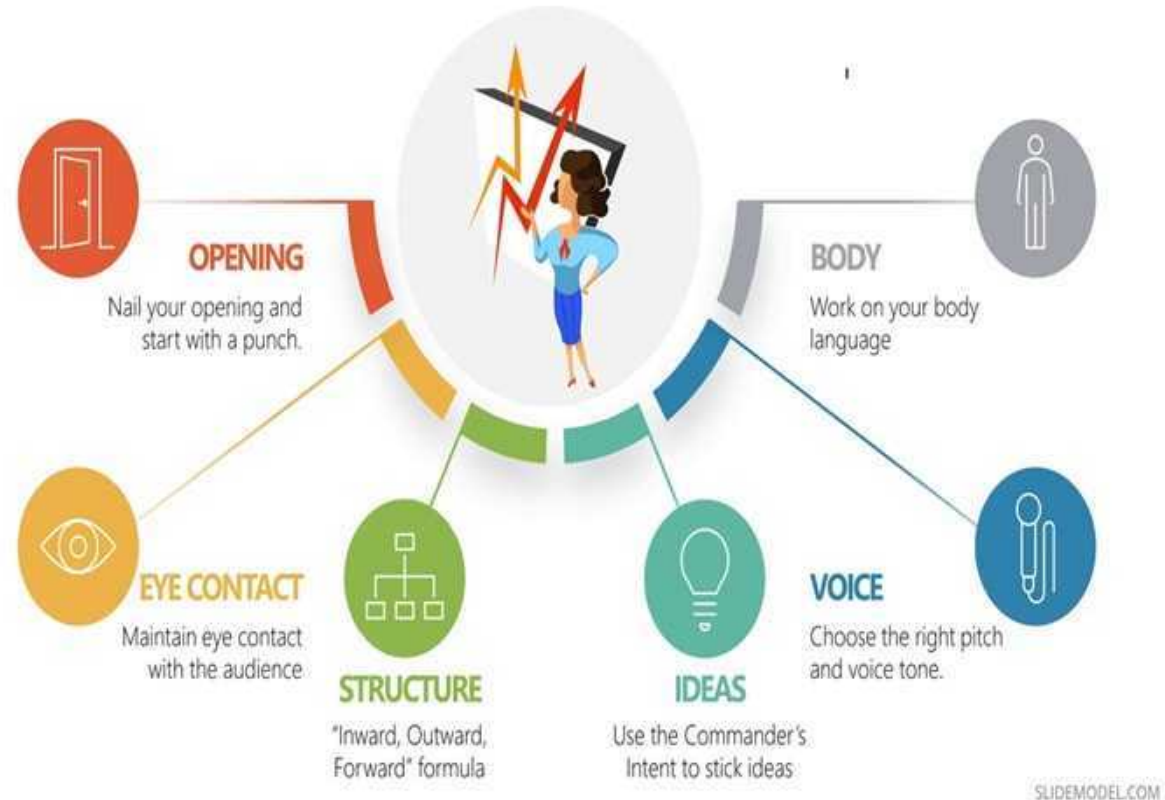 OPENING
Nail your opening and
start with a punch.
EYE CONTACT
Maintain eye contact
with the audience
STRUCTURE
"Inward, Outward,
Forward" formula
IDEAS
Use the Commander's
Intent to stick ideas
VOICE
Choose the right pitch
and voice tone.
BODY
Work on your body
language
SLIDEMODEL.COM